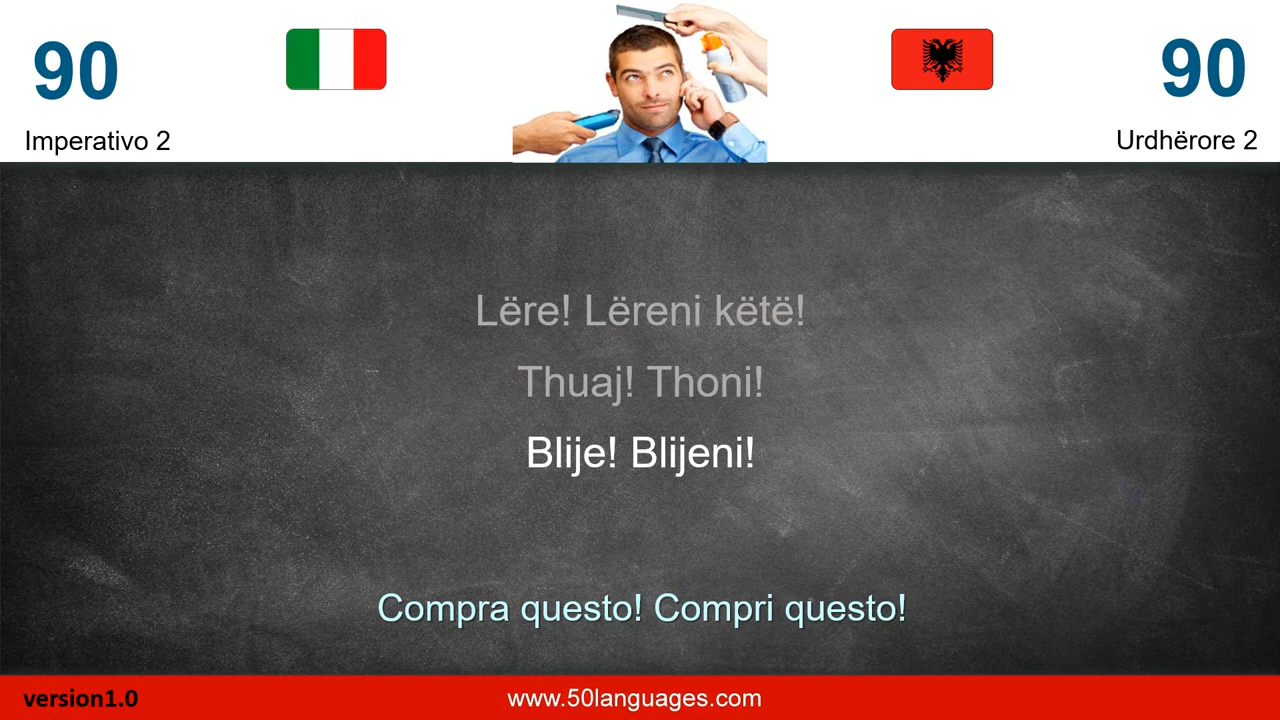 90
90
Imperativo 2
Urdhërore 2
Lëre! Lëreni këtë!
Thuaj! Thoni!
Blije! Blijeni!
Compra questo! Compri questo!
version1.0
www.50languages.com